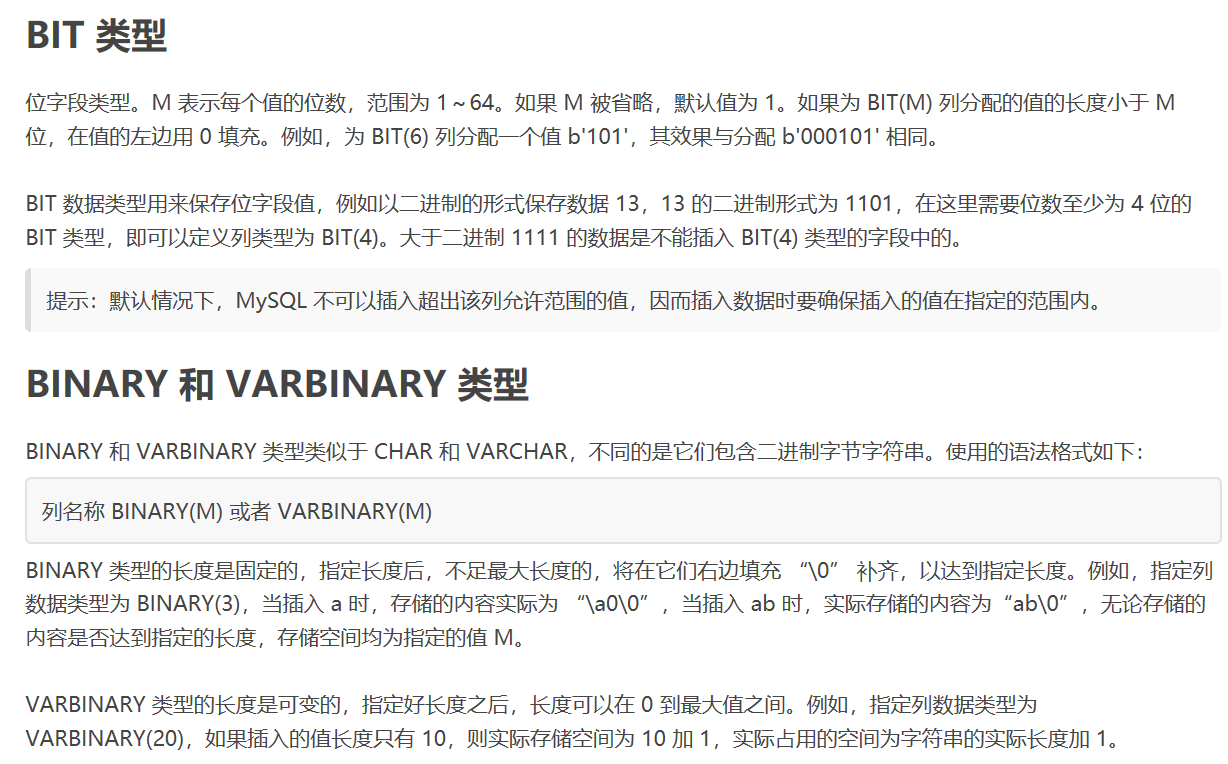 BIT 类型
位字段类型。M 表示每个值的位数，范围为 1～64。如果 M 被省略，默认值为 1。如果为 BIT(M) 列分配的值的长度小于 M
位，在值的左边用 0 填充。例如，为 BIT(6) 列分配一个值 b'101'，其效果与分配 b'000101' 相同。
BIT 数据类型用来保存位字段值，例如以二进制的形式保存数据 13，13 的二进制形式为 1101，在这里需要位数至少为 4 位的
BIT 类型，即可以定义列类型为 BIT(4)。大于二进制 1111 的数据是不能插入 BIT(4) 类型的字段中的。
提示：默认情况下，MySQL 不可以插入超出该列允许范围的值，因而插入数据时要确保插入的值在指定的范围内。
BINARY 和 VARBINARY 类型
BINARY 和 VARBINARY 类型类似于 CHAR 和 VARCHAR，不同的是它们包含二进制字节字符串。使用的语法格式如下：
列名称 BINARY(M) 或者 VARBINARY(M)
BINARY 类型的长度是固定的，指定长度后，不足最大长度的，将在它们右边填充 “\0” 补齐，以达到指定长度。例如，指定列
数据类型为 BINARY(3)，当插入 a 时，存储的内容实际为 “\a0\0”，当插入 ab 时，实际存储的内容为“ab\0”，无论存储的
内容是否达到指定的长度，存储空间均为指定的值 M。
VARBINARY 类型的长度是可变的，指定好长度之后，长度可以在 0 到最大值之间。例如，指定列数据类型为
VARBINARY(20)，如果插入的值长度只有 10，则实际存储空间为 10 加 1，实际占用的空间为字符串的实际长度加 1。